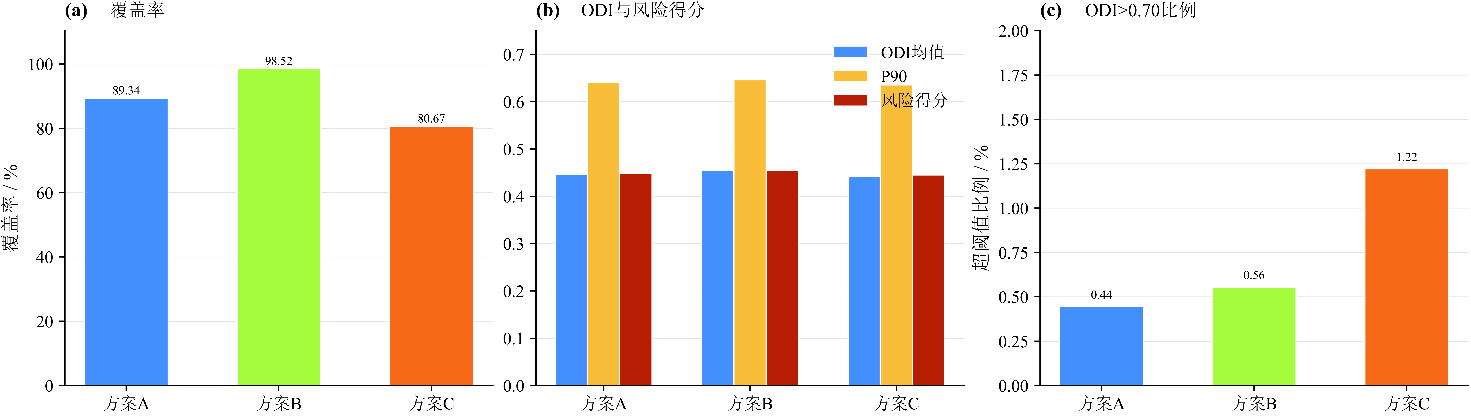 (a) 覆盖率
覆盖率 / %
100
80
60
40
20
0
89.34
98.52
80.67
方案A
方案B
方案C
(b) ODI与风险得分
0.7
0.6
0.5
0.4
0.3
0.2
0.1
0.0
ODI均值
P90
风险得分
方案A
方案B
方案C
(c) ODI>0.70比例
超阈值比例 / %
2.00
1.75
1.50
1.25
1.00
0.75
0.50
0.25
0.00
0.44
0.56
1.22
方案A
方案B
方案C